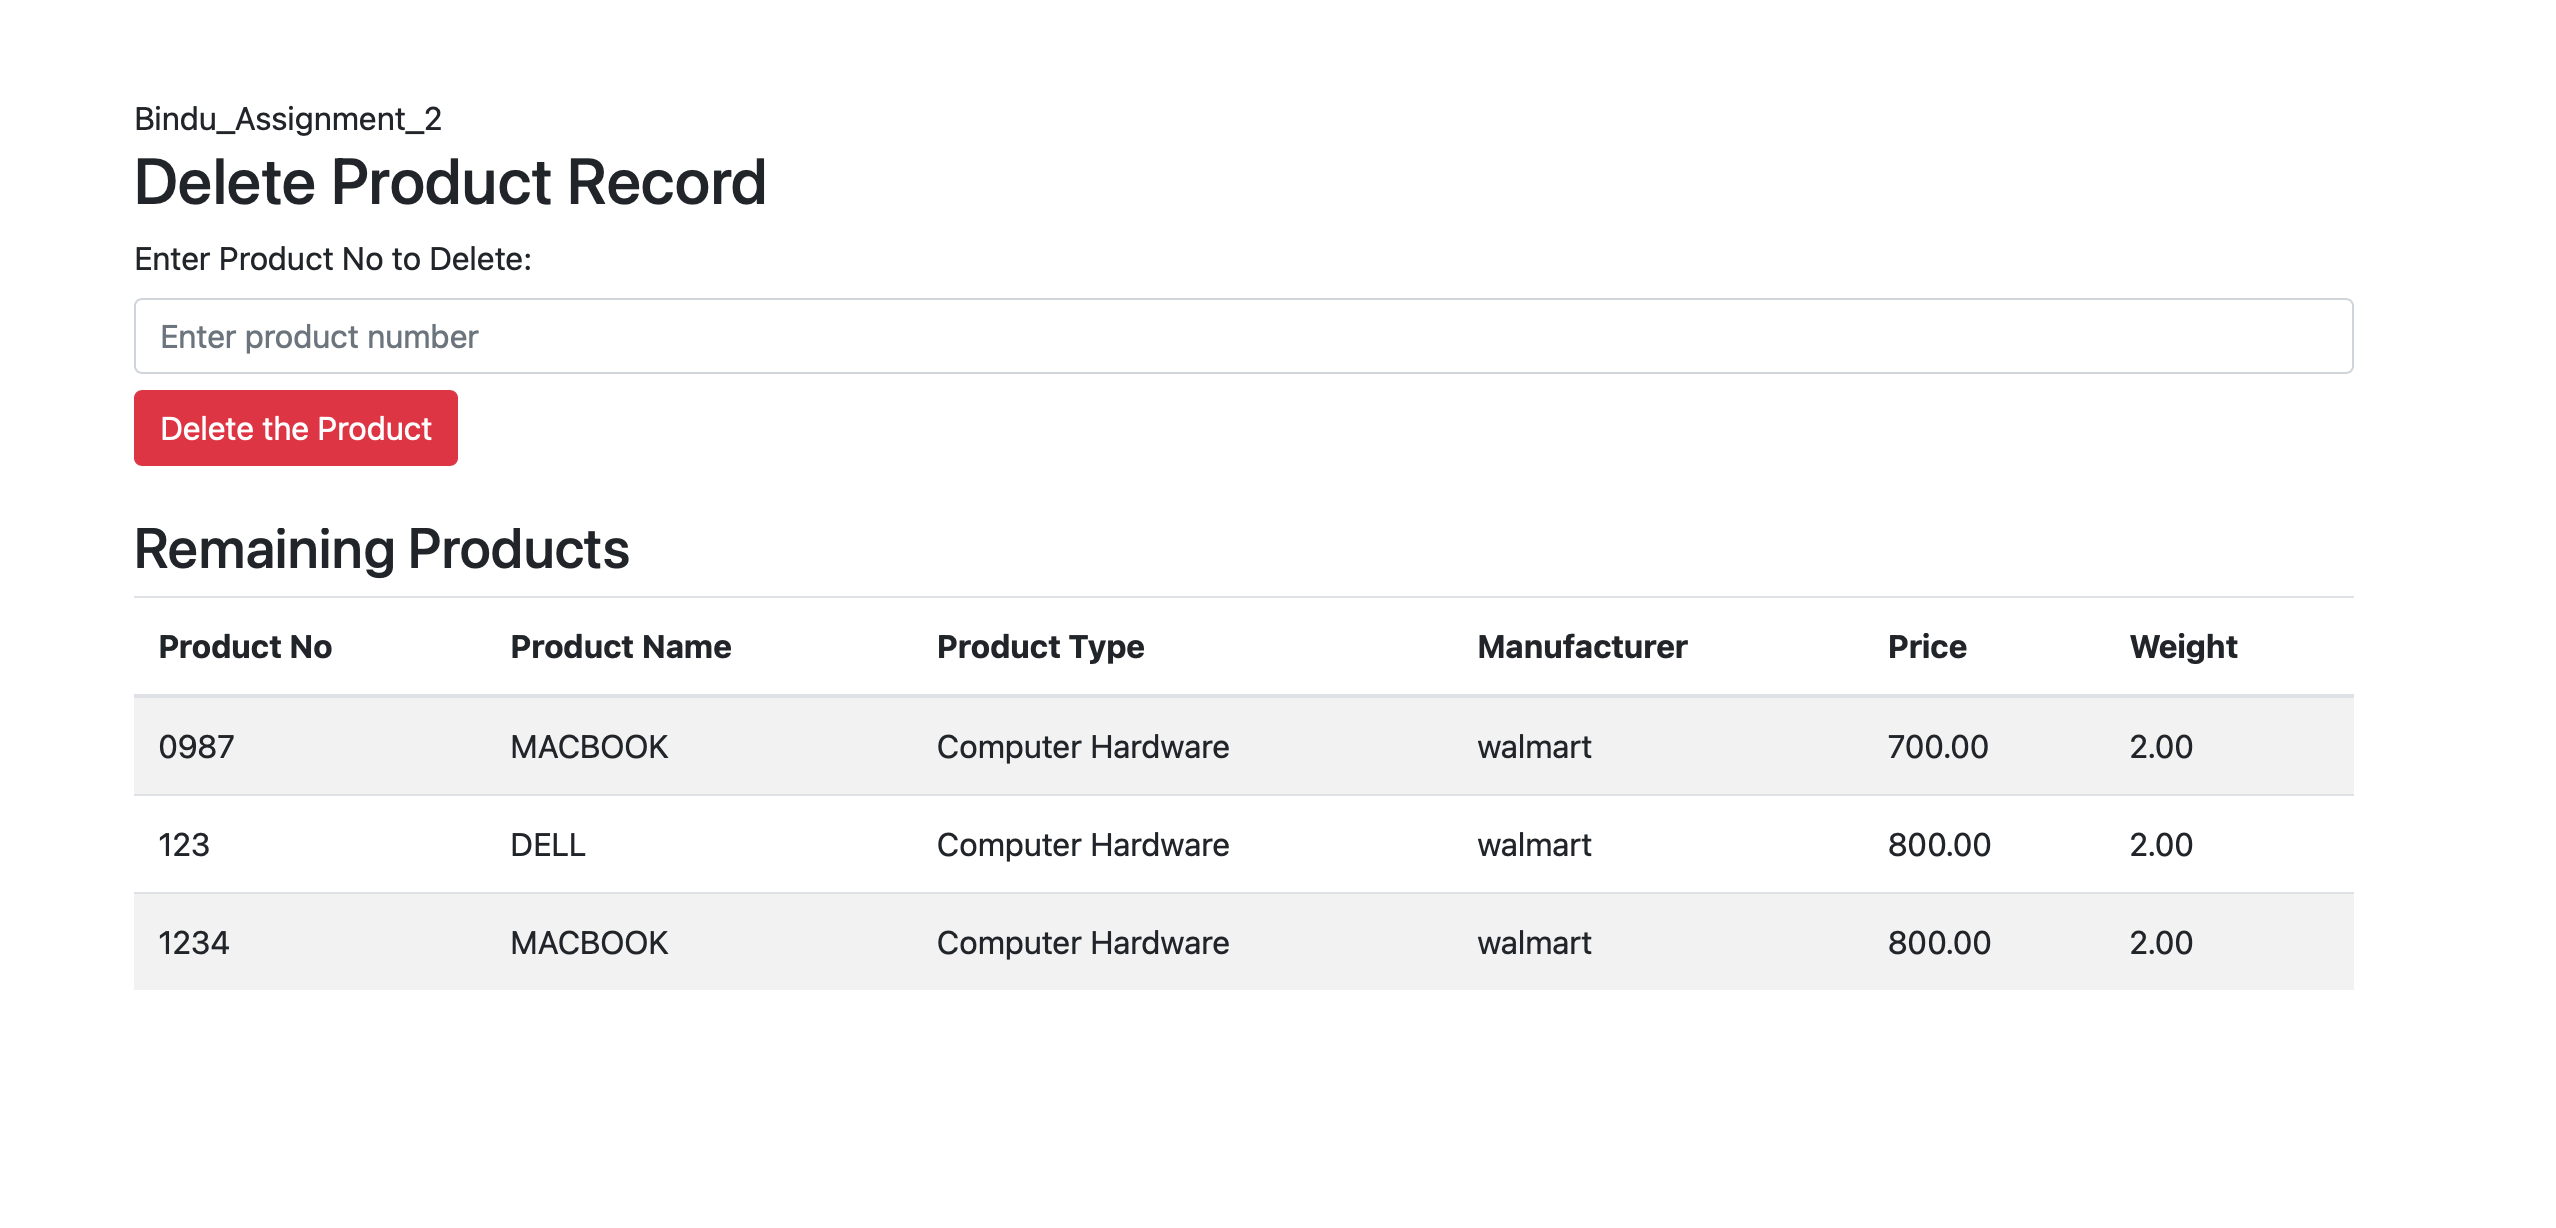 Bindu_Assignment_2
Delete Product Record
Enter Product No to Delete:
Enter product number
Delete the Product
Remaining Products
Product No Product Name Product Type Manufacturer Price Weight
0987 MACBOOK Computer Hardware walmart 700.00 2.00
123 DELL Computer Hardware walmart 800.00 2.00
1234 MACBOOK Computer Hardware walmart 800.00 2.00